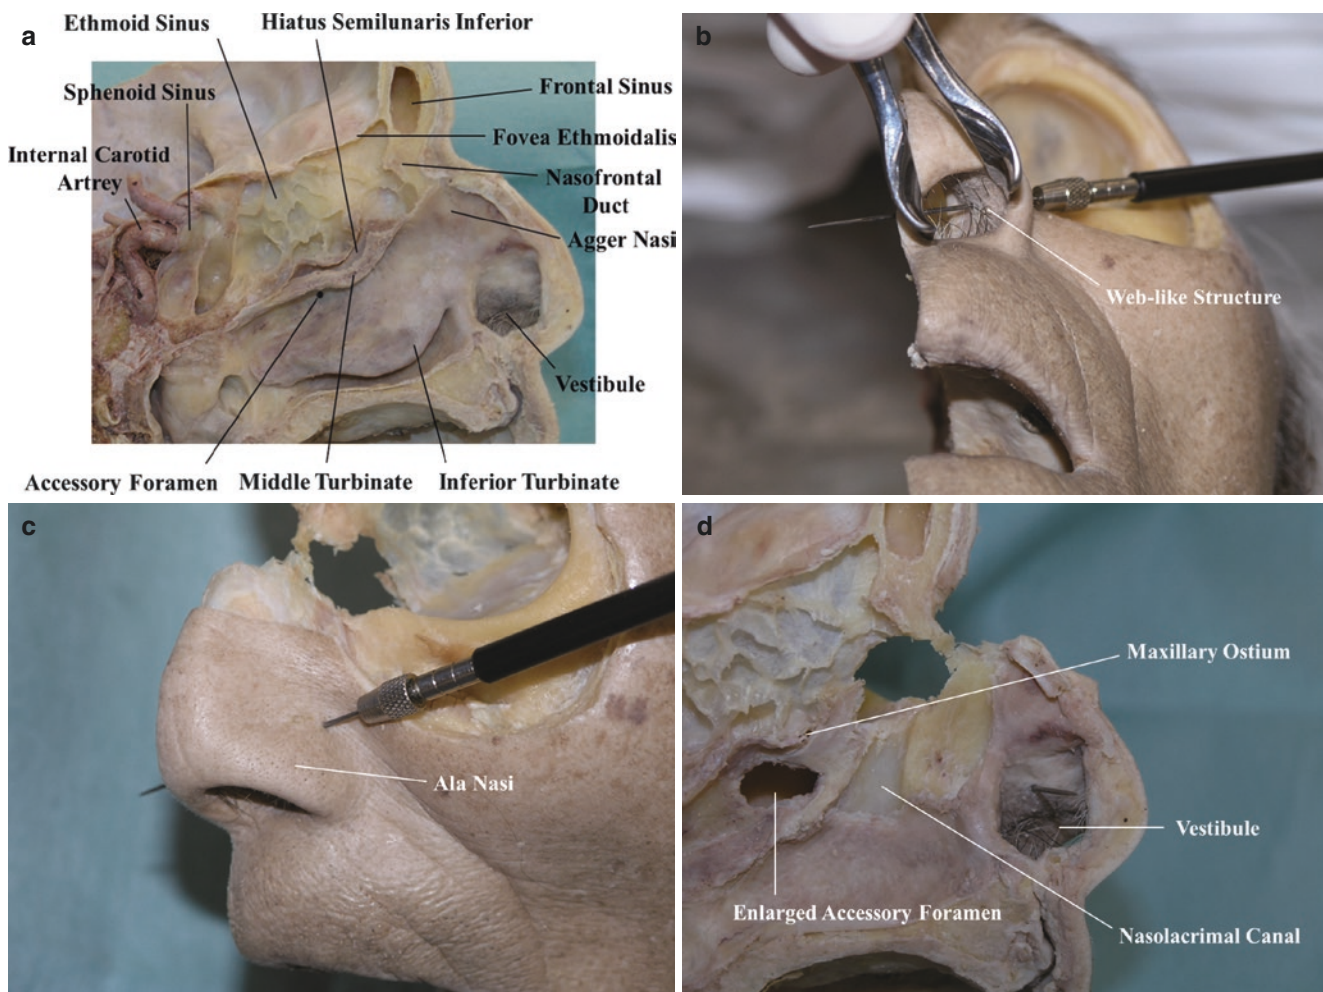 a
Ethmoid Sinus
Hiatus Semilunaris Inferior
Sphenoid Sinus
Frontal Sinus
Fovea Ethmoidalis
Internal Carotid
Artrey
Nasofrontal
Duct
Agger Nasi
Vestibule
Accessory Foramen
Middle Turbinate
Inferior Turbinate
b
Web-like Structure
c
Ala Nasi
d
Maxillary Ostium
Vestibule
Enlarged Accessory Foramen
Nasolacrimal Canal